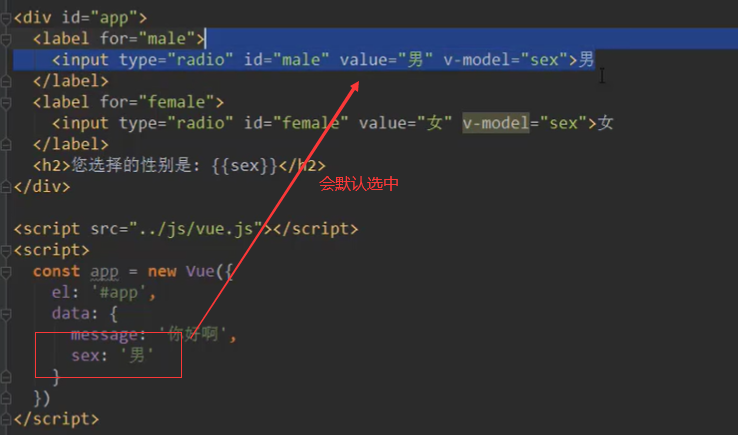 <div id="app">
<label for="male">
<input type="radio" id="male" value="男" v-model="sex">男
</label>
<label for="female">
<input type="radio" id="female" value="女" v-model="sex">女
</label>
<h2>您选择的性别是: {{sex}}</h2>
</div>
会默认选中
<script src="../js/vue.js"></script>
<script>
const app = new Vue({
el: '#app',
data: {
message: '你好啊',
sex: '男'
}
})
</script>